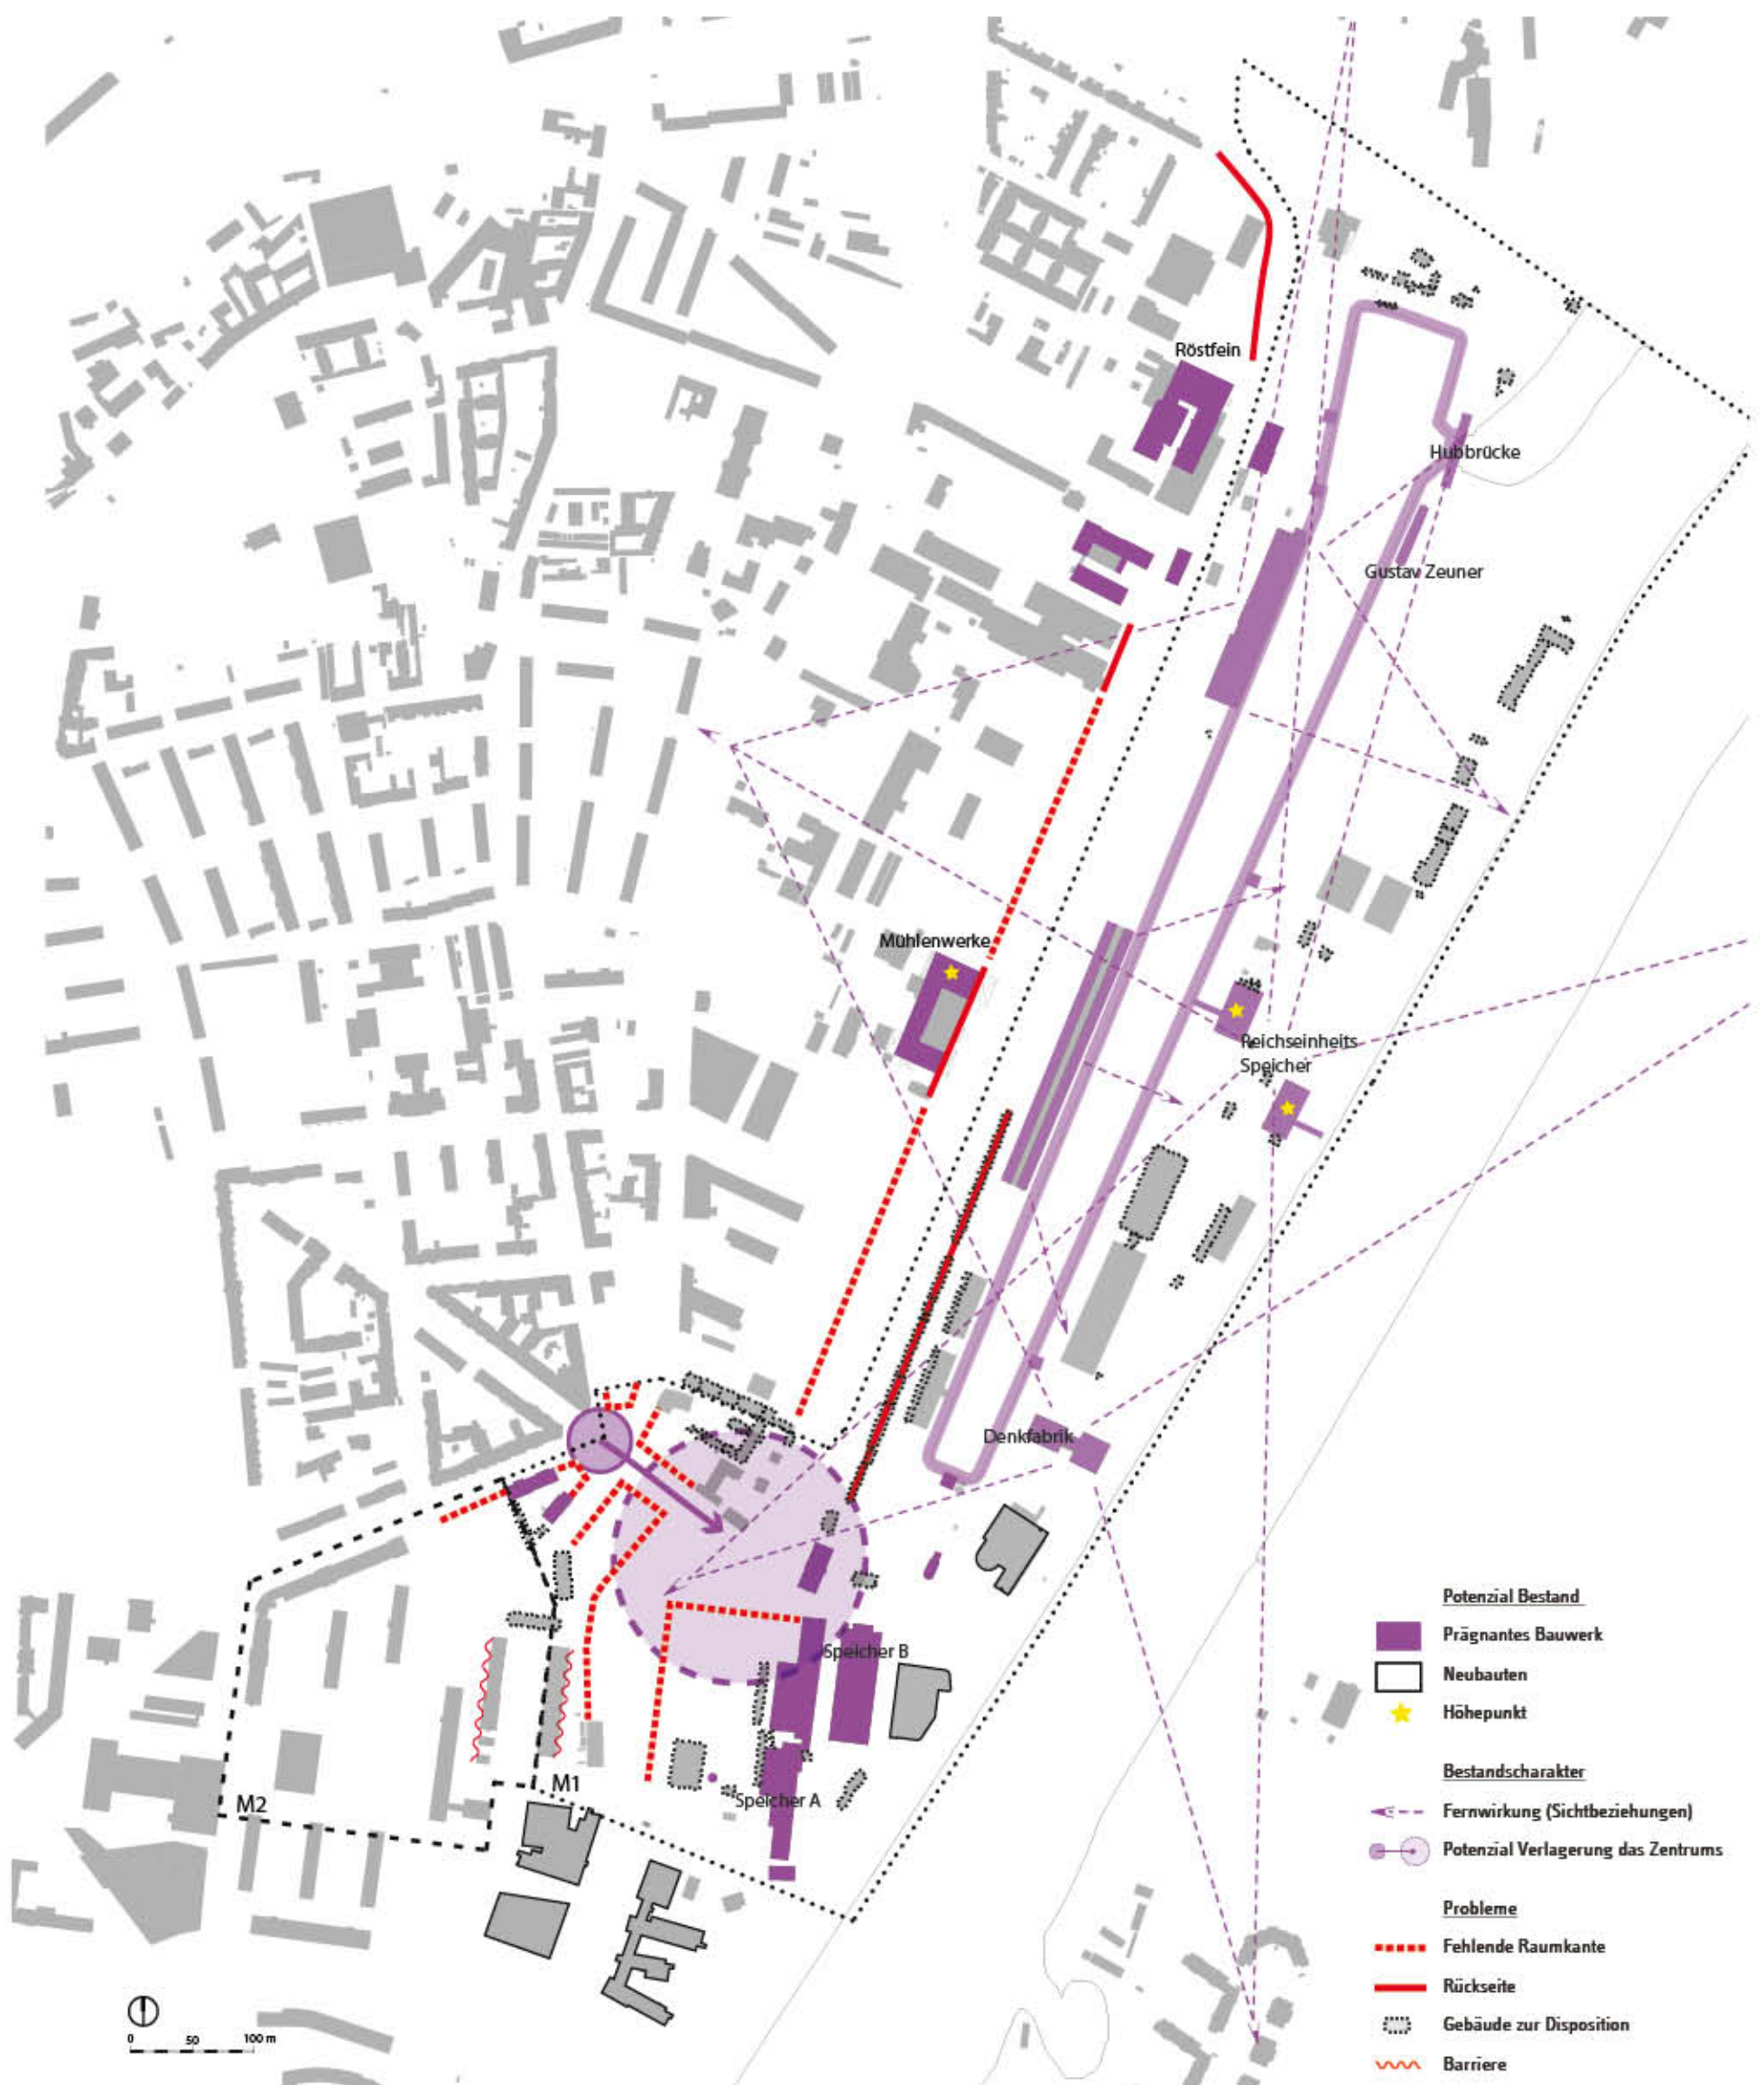 Röstfein
Hubbrücke
Gustav Zeuner
Mühlenwerke
Reichseinheits
Speicher
Denkfabrik
Speicher B
Speicher A
M1
M2
0 50 100 m
Potenzial Bestand
Prägnantes Bauwerk
Neubauten
Höhepunkt
Bestandscharakter
Fernwirkung (Sichtbeziehungen)
Potenzial Verlagerung das Zentrums
Probleme
Fehlende Raumkante
Rückseite
Gebäude zur Disposition
Barriere